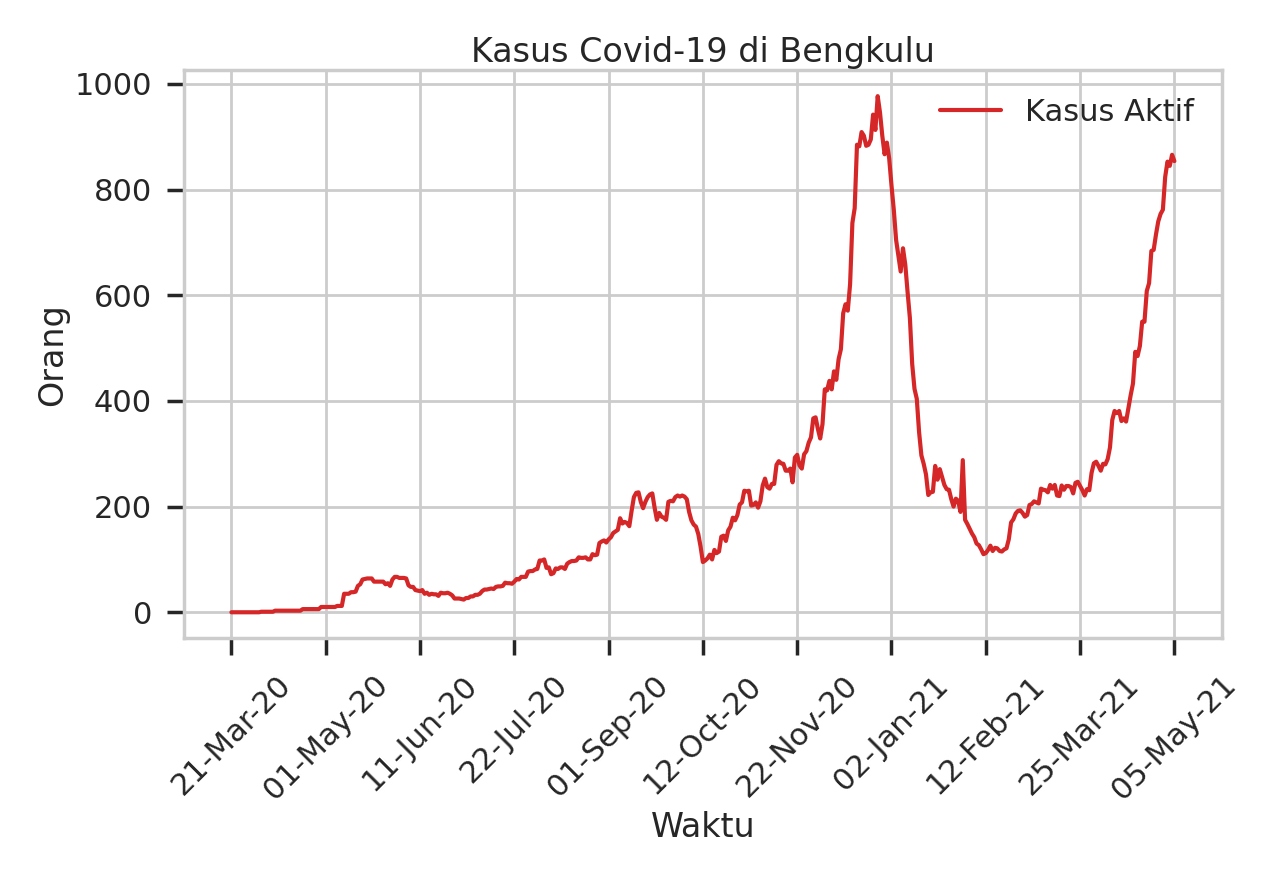 Kasus Covid-19 di Bengkulu
Kasus Aktif
1000
800
600
400
200
0
Orang
21-Mar-20
01-May-20
11-Jun-20
22-Jul-20
01-Sep-20
12-Oct-20
22-Nov-20
02-Jan-21
12-Feb-21
25-Mar-21
05-May-21
Waktu